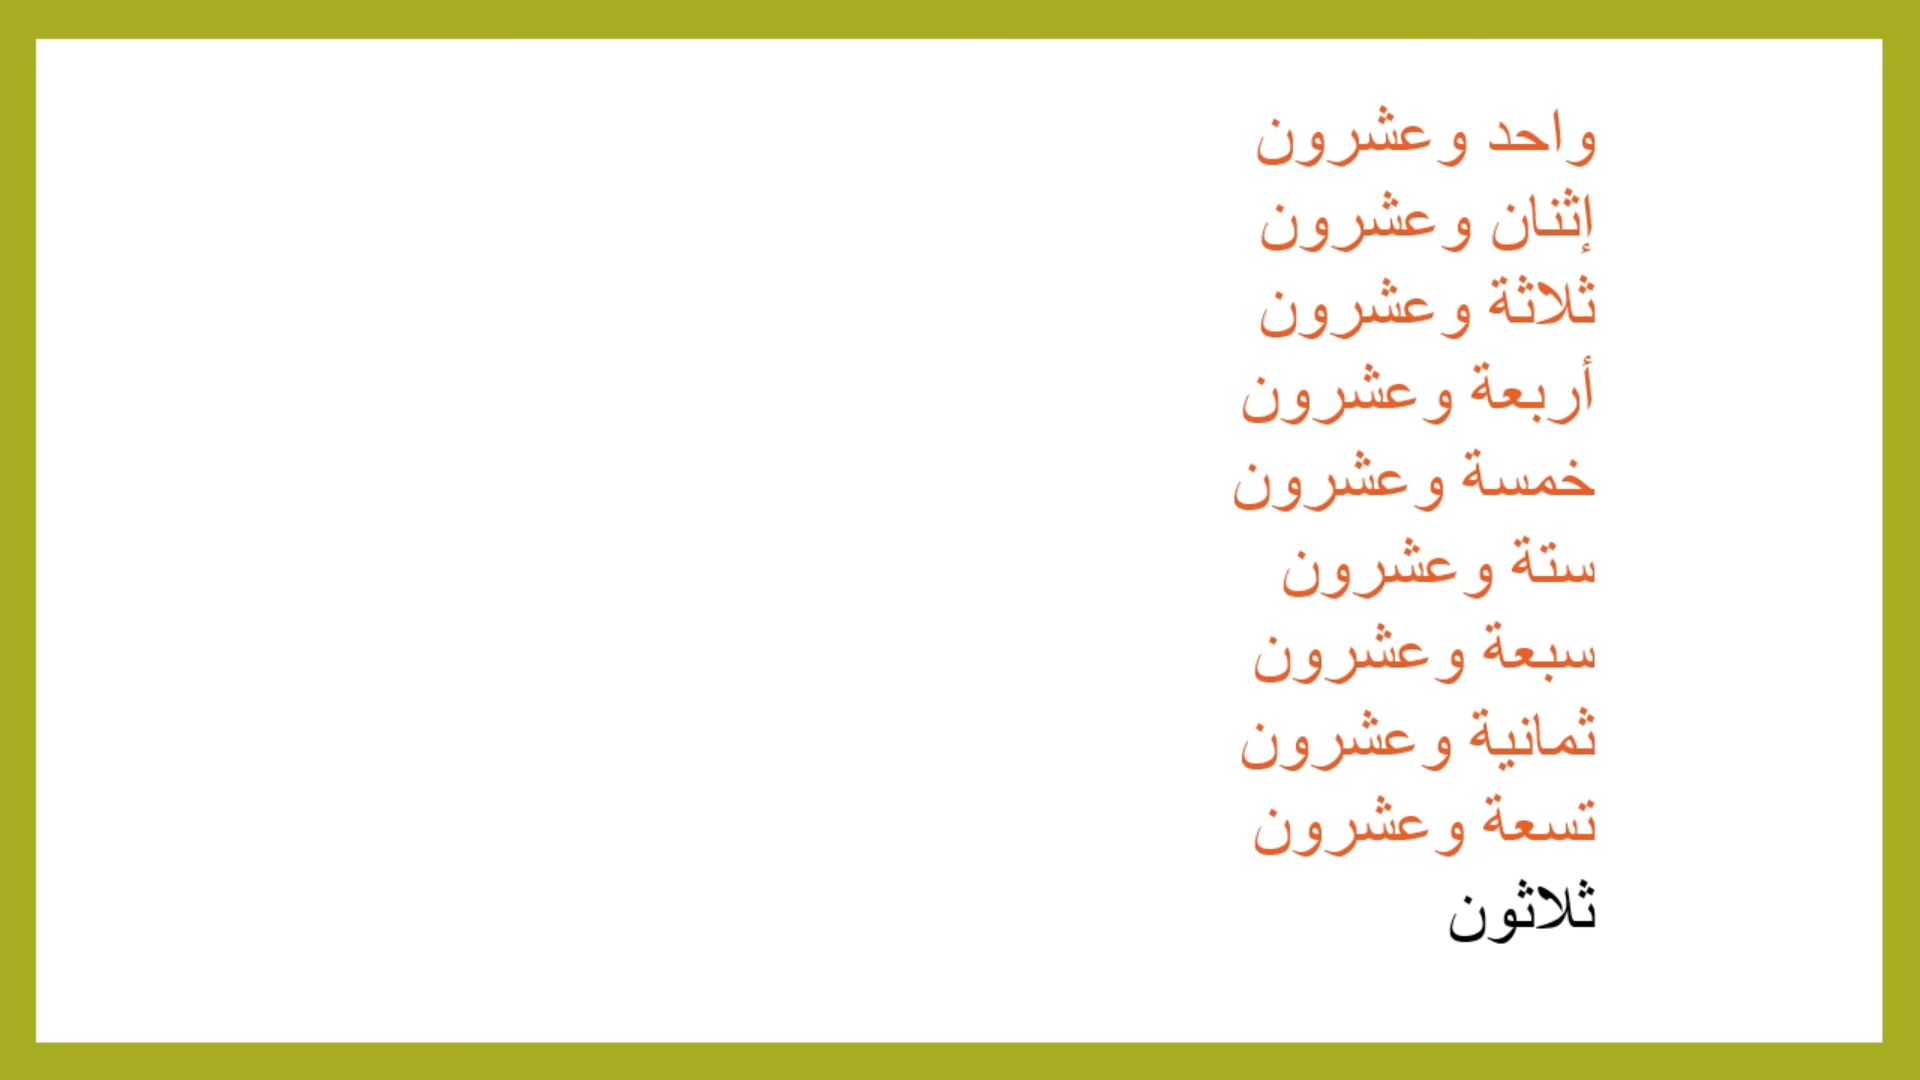 واحد وعشرون
إثنان وعشرون
ثلاثة وعشرون
أربعة وعشرون
خمسة وعشرون
ستة وعشرون
سبعة وعشرون
ثمانية وعشرون
تسعة وعشرون
ثلاثون